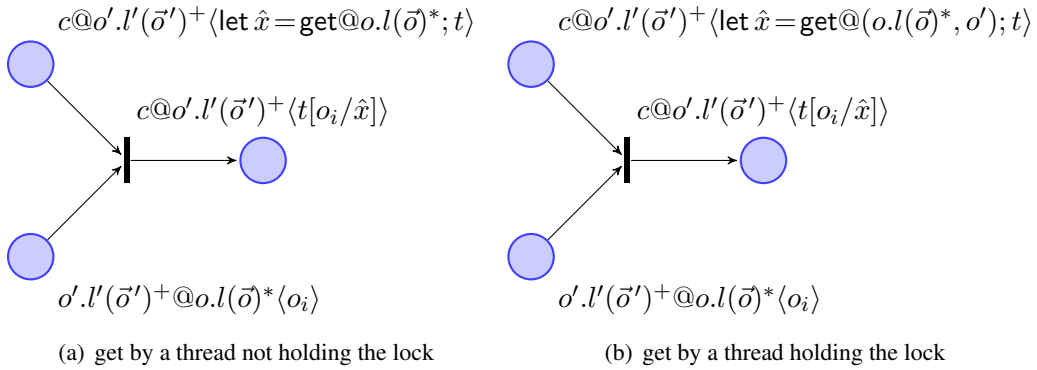 c@o′.l′(o⃗ ′)⁺⟨let x̂ = get@o.l(o⃗)*; t⟩
c@o′.l′(o⃗ ′)⁺⟨t[oᵢ/x̂]⟩
o′.l′(o⃗ ′)⁺@o.l(o⃗)*⟨oᵢ⟩
(a) get by a thread not holding the lock
c@o′.l′(o⃗ ′)⁺⟨let x̂ = get@(o.l(o⃗)*, o′); t⟩
c@o′.l′(o⃗ ′)⁺⟨t[oᵢ/x̂]⟩
o′.l′(o⃗ ′)⁺@o.l(o⃗)*⟨oᵢ⟩
(b) get by a thread holding the lock